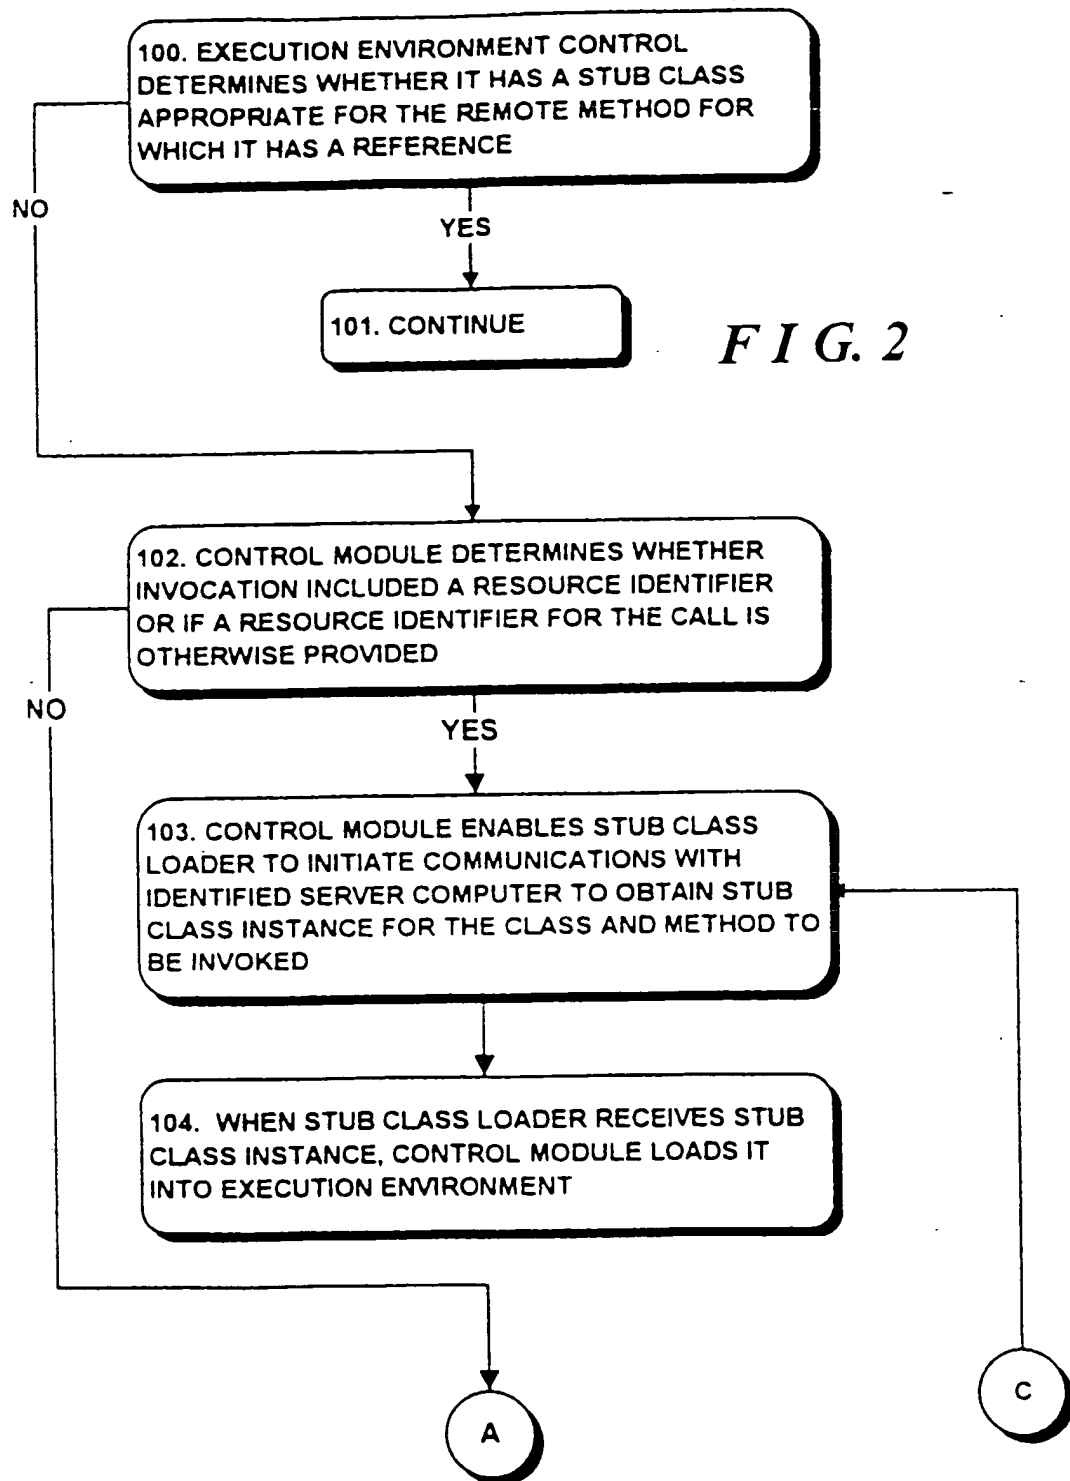 100. EXECUTION ENVIRONMENT CONTROL
DETERMINES WHETHER IT HAS A STUB CLASS
APPROPRIATE FOR THE REMOTE METHOD FOR
WHICH IT HAS A REFERENCE
NO
YES
101. CONTINUE
FIG. 2
102. CONTROL MODULE DETERMINES WHETHER
INVOCATION INCLUDED A RESOURCE IDENTIFIER
OR IF A RESOURCE IDENTIFIER FOR THE CALL IS
OTHERWISE PROVIDED
NO
YES
103. CONTROL MODULE ENABLES STUB CLASS
LOADER TO INITIATE COMMUNICATIONS WITH
IDENTIFIED SERVER COMPUTER TO OBTAIN STUB
CLASS INSTANCE FOR THE CLASS AND METHOD TO
BE INVOKED
104. WHEN STUB CLASS LOADER RECEIVES STUB
CLASS INSTANCE, CONTROL MODULE LOADS IT
INTO EXECUTION ENVIRONMENT
C
A